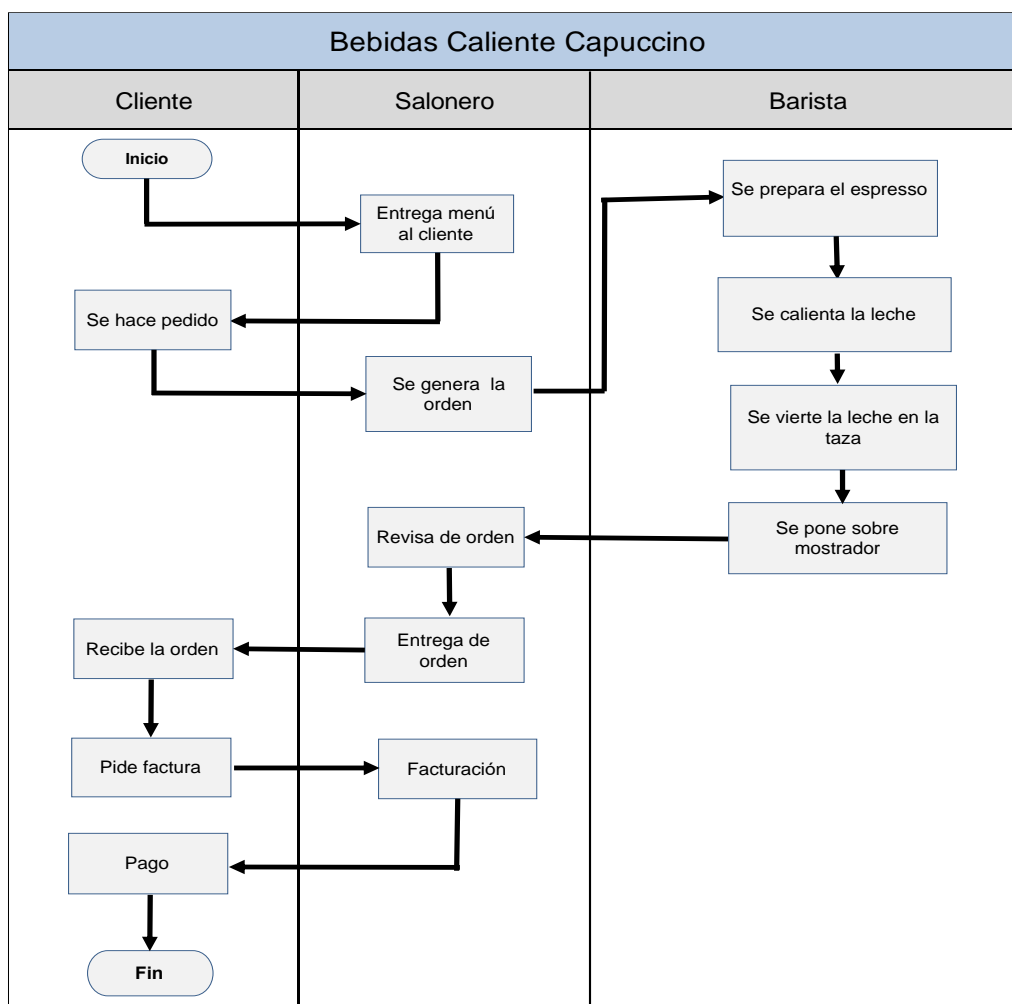 Bebidas Caliente Capuccino
Cliente
Salonero
Barista
Inicio
Entrega menú
al cliente
Se prepara el espresso
Se hace pedido
Se calienta la leche
Se genera la
orden
Se vierte la leche en la
taza
Revisa de orden
Se pone sobre
mostrador
Recibe la orden
Entrega de
orden
Pide factura
Facturación
Pago
Fin